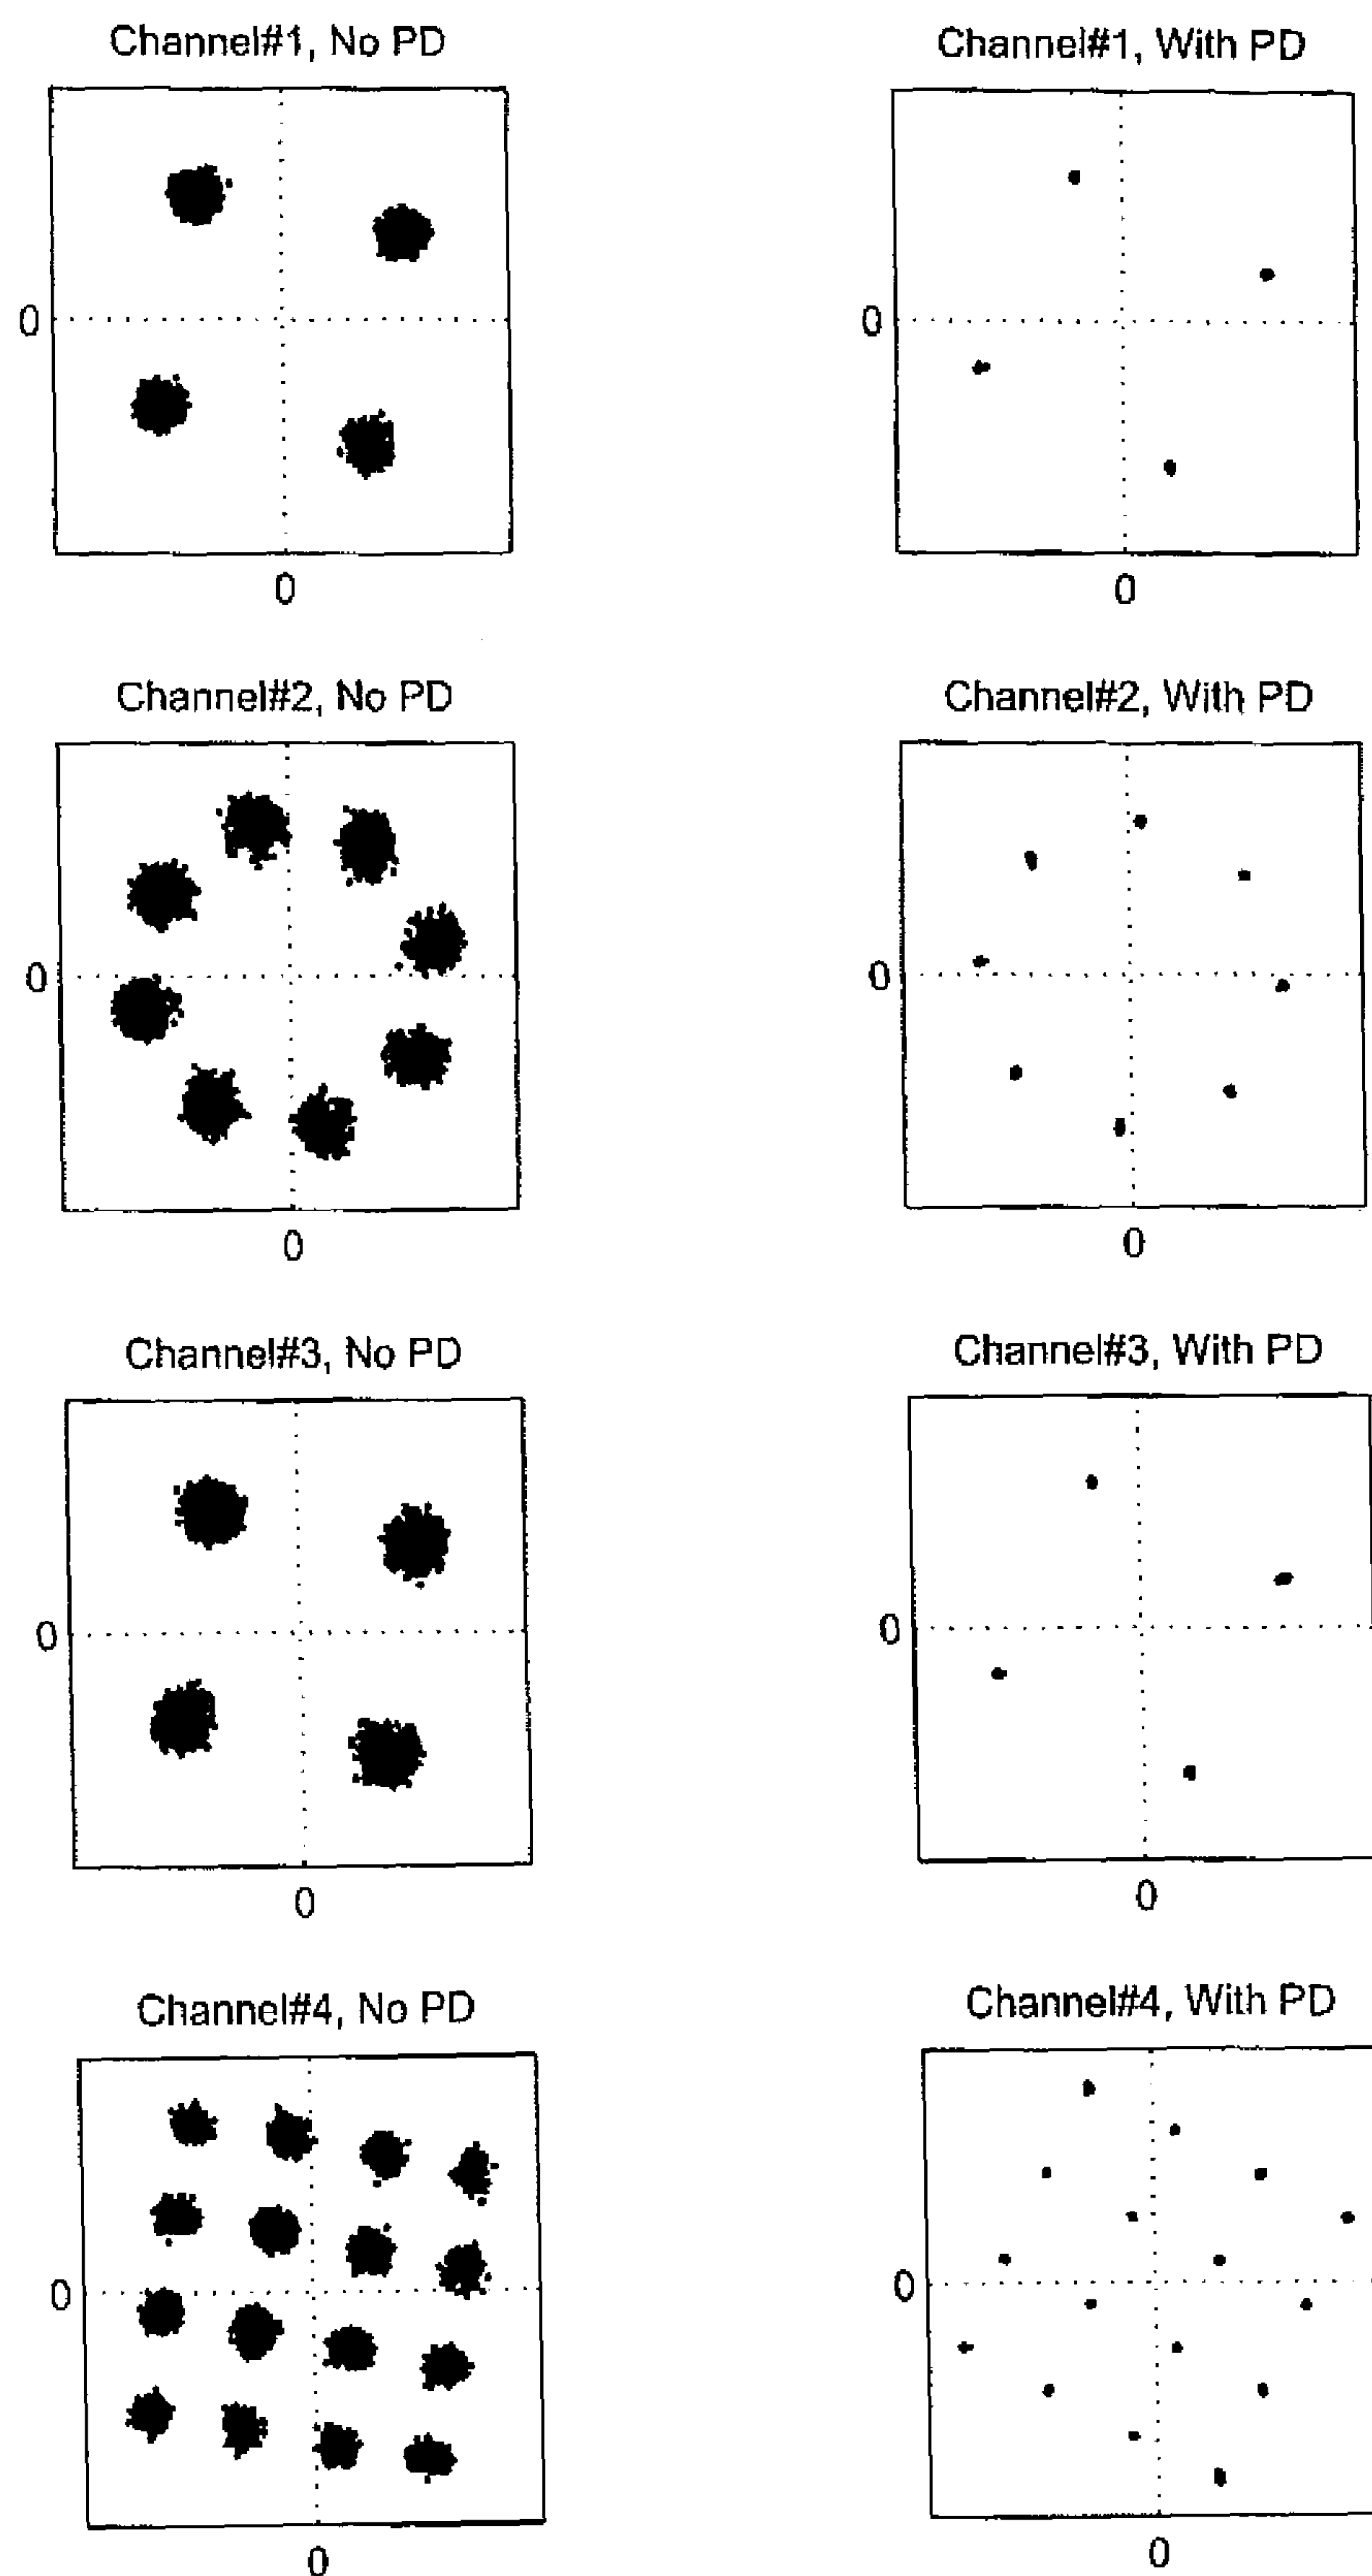 Channel#1, No PD
Channel#1, With PD
0
0
0
0
Channel#2, No PD
Channel#2, With PD
0
0
0
0
Channel#3, No PD
Channel#3, With PD
0
0
0
0
Channel#4, No PD
Channel#4, With PD
0
0
0
0